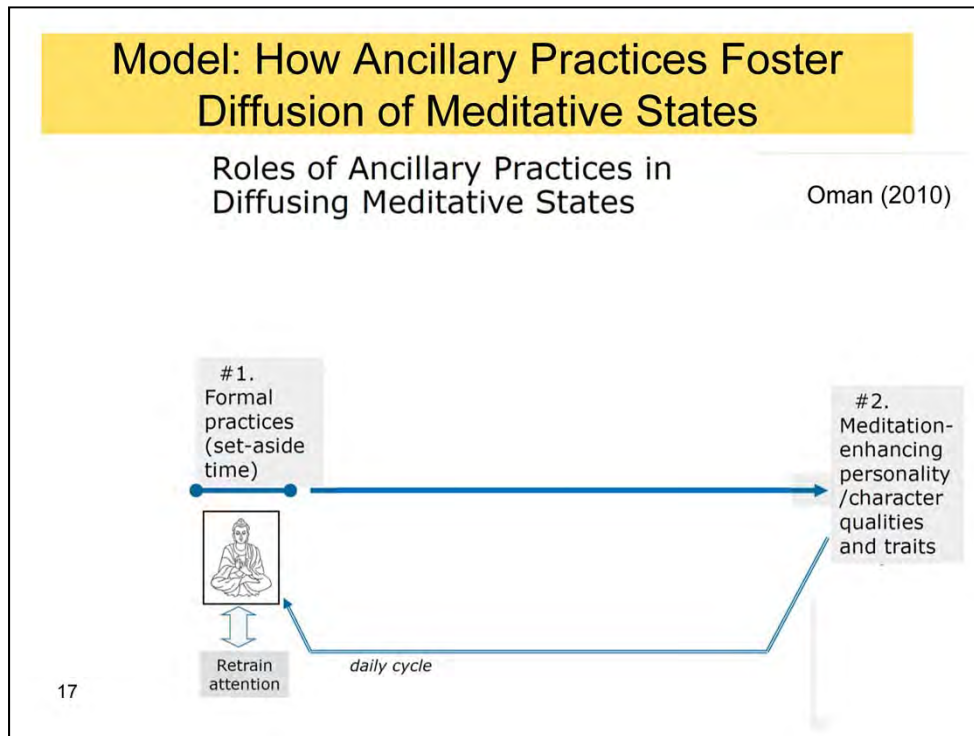 Model: How Ancillary Practices Foster
Diffusion of Meditative States
Roles of Ancillary Practices in
Diffusing Meditative States
Oman (2010)
#1.
Formal
practices
(set-aside
time)
#2.
Meditation-
enhancing
personality
/character
qualities
and traits
Retrain
attention
daily cycle
17